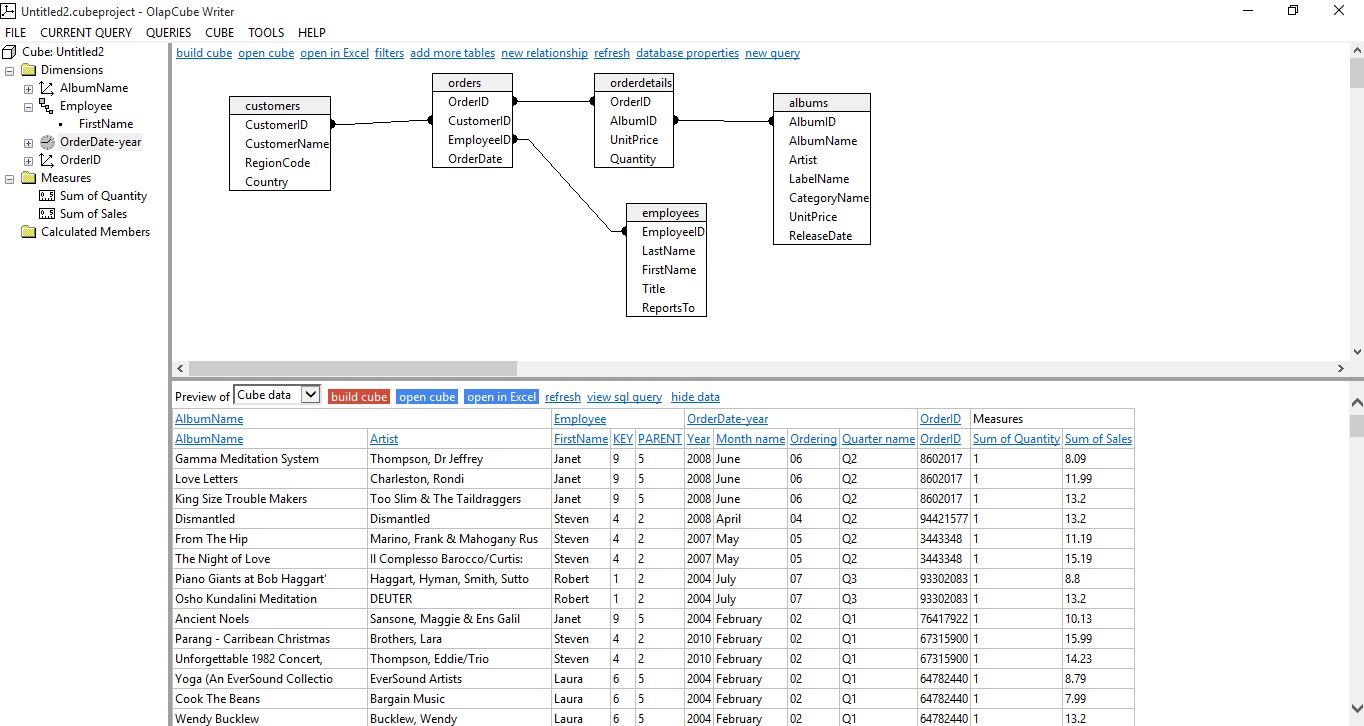 Untitled2.cubeproject - OlapCube Writer
FILE CURRENT QUERY QUERIES CUBE TOOLS HELP
Cube: Untitled2
Dimensions
AlbumName
Employee
FirstName
OrderDate-year
OrderID
Measures
Sum of Quantity
Sum of Sales
Calculated Members
build cube open cube open in Excel filters add more tables new relationship refresh database properties new query
customers
CustomerID
CustomerName
RegionCode
Country
orders
OrderID
CustomerID
EmployeeID
OrderDate
orderdetails
OrderID
AlbumID
UnitPrice
Quantity
employees
EmployeeID
LastName
FirstName
Title
ReportsTo
albums
AlbumID
AlbumName
Artist
LabelName
CategoryName
UnitPrice
ReleaseDate
Preview of Cube data build cube open cube open in Excel refresh view sql query hide data
AlbumName Employee OrderDate-year OrderID Measures
AlbumName Artist FirstName KEY PARENT Year Month name Ordering Quarter name OrderID Sum of Quantity Sum of Sales
Gamma Meditation System Thompson, Dr Jeffrey Janet 9 5 2008 June 06 Q2 8602017 1 8.09
Love Letters Charleston, Rondi Janet 9 5 2008 June 06 Q2 8602017 1 11.99
King Size Trouble Makers Too Slim & The Taildraggers Janet 9 5 2008 June 06 Q2 8602017 1 13.2
Dismantled Dismantled Steven 4 2 2008 April 04 Q2 94421577 1 13.2
From The Hip Marino, Frank & Mahogany Rus Steven 4 2 2007 May 05 Q2 3443348 1 11.19
The Night of Love Il Complesso Barocco/Curtis: Steven 4 2 2007 May 05 Q2 3443348 1 15.19
Piano Giants at Bob Haggart' Haggart, Hyman, Smith, Sutto Robert 1 2 2004 July 07 Q3 93302083 1 8.8
Osho Kundalini Meditation DEUTER Robert 1 2 2004 July 07 Q3 93302083 1 13.2
Ancient Noels Sansone, Maggie & Ens Galil Janet 9 5 2004 February 02 Q1 76417922 1 10.13
Parang - Carribean Christmas Brothers, Lara Steven 4 2 2010 February 02 Q1 67315900 1 15.99
Unforgettable 1982 Concert, Thompson, Eddie/Trio Steven 4 2 2010 February 02 Q1 67315900 1 14.23
Yoga (An EverSound Collectio EverSound Artists Laura 6 5 2004 February 02 Q1 64782440 1 8.79
Cook The Beans Bargain Music Laura 6 5 2004 February 02 Q1 64782440 1 7.99
Wendy Bucklew Bucklew, Wendy Laura 6 5 2004 February 02 Q1 64782440 1 13.2